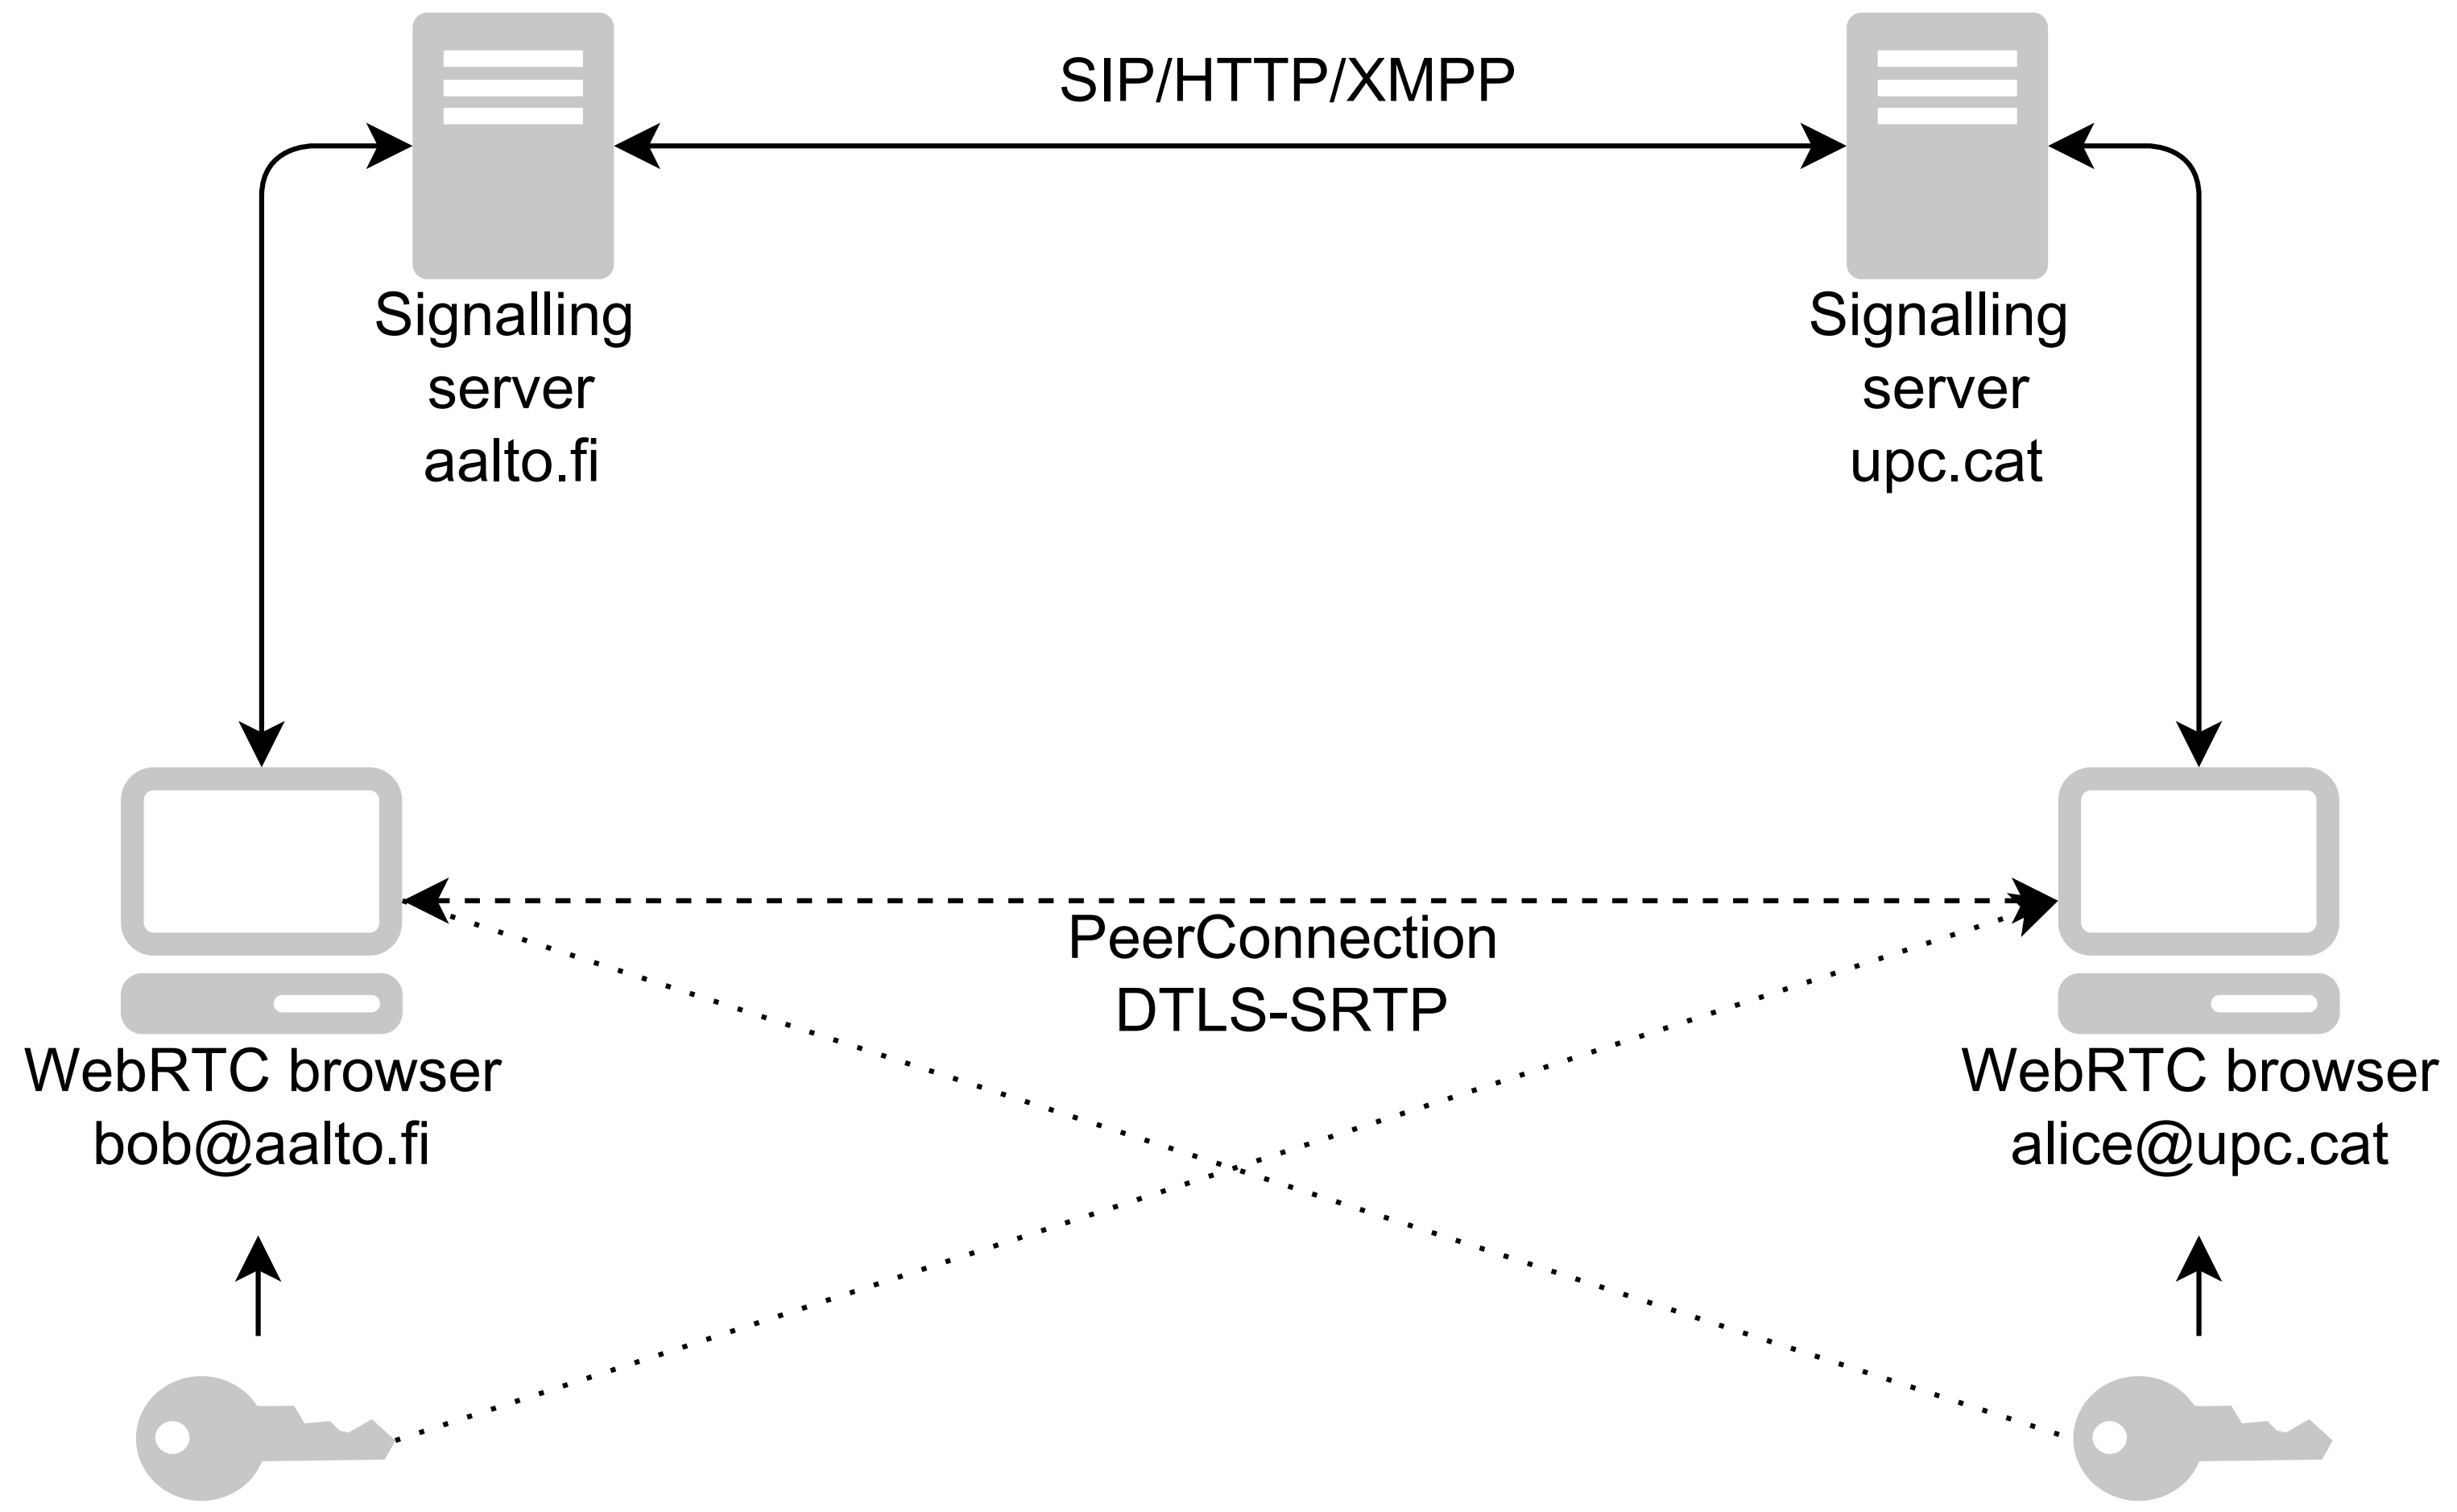 SIP/HTTP/XMPP
Signalling
server
aalto.fi
Signalling
server
upc.cat
PeerConnection
DTLS-SRTP
WebRTC browser
bob@aalto.fi
WebRTC browser
alice@upc.cat